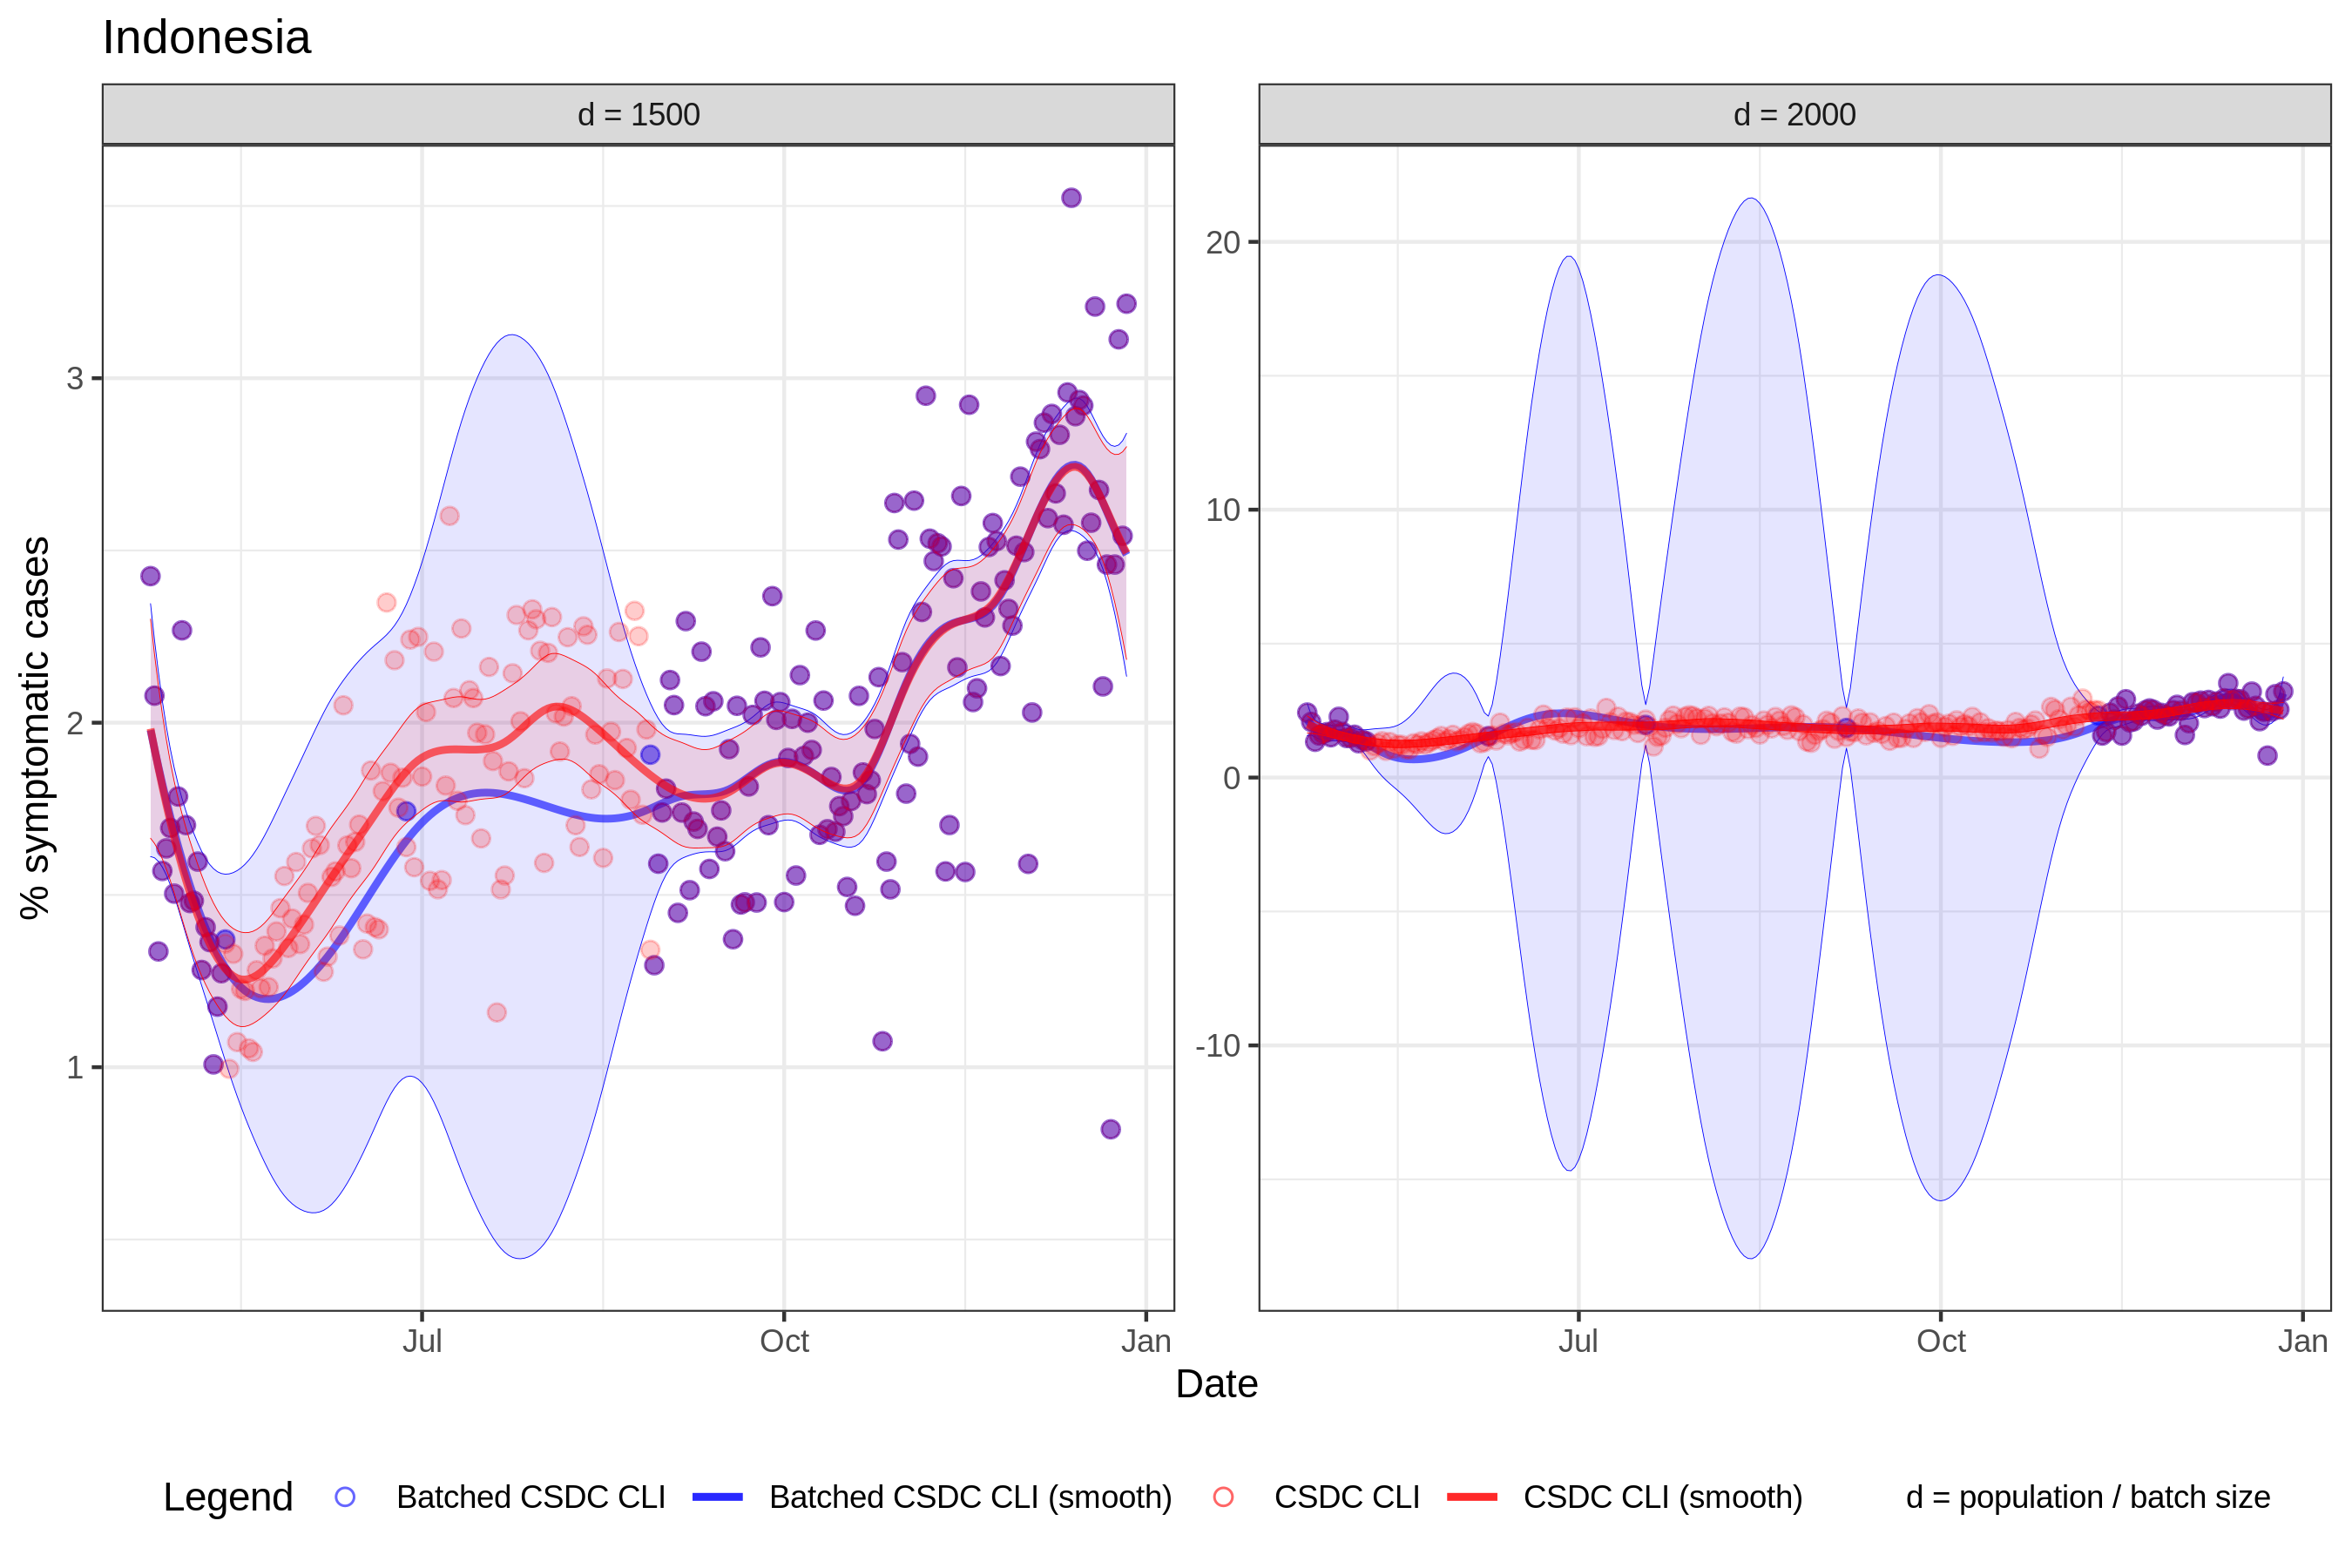 Indonesia
d = 1500
d = 2000
% symptomatic cases
3
2
1
20
10
0
-10
Jul
Oct
Jan
Jul
Oct
Jan
Date
Legend
Batched CSDC CLI
Batched CSDC CLI (smooth)
CSDC CLI
CSDC CLI (smooth)
d = population / batch size